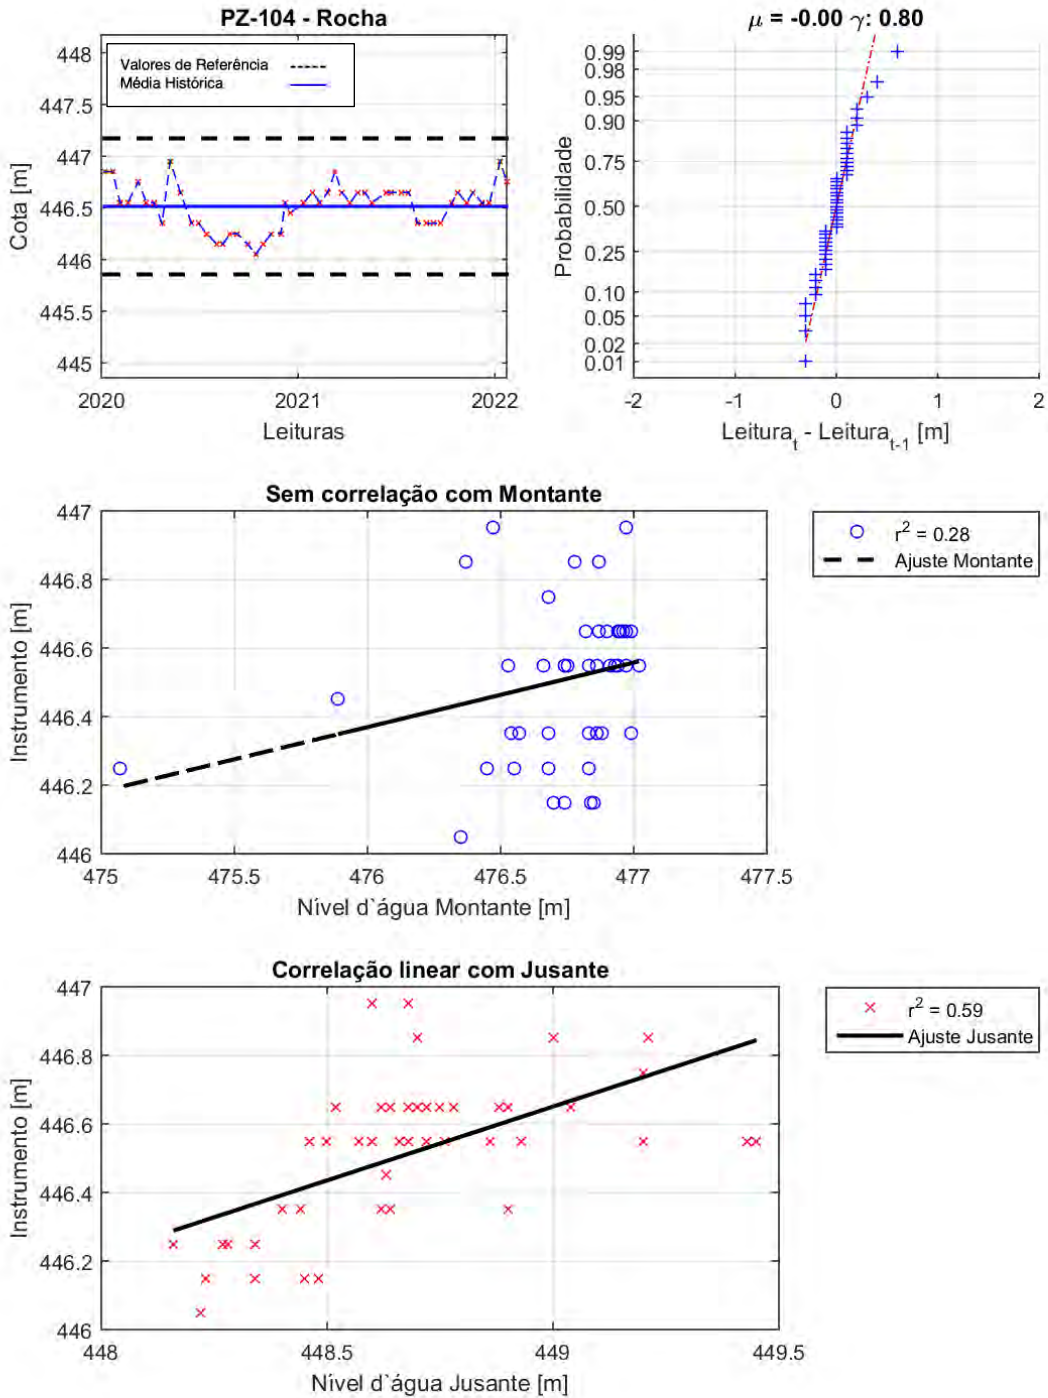 PZ-104 - Rocha
448
447.5
447
446.5
446
445.5
445
Cota [m]
Valores de Referência
Média Histórica
2020
2021
2022
Leituras
μ = -0.00 γ: 0.80
0.99
0.98
0.95
0.90
0.75
0.50
0.25
0.10
0.05
0.02
0.01
Probabilidade
-2
-1
0
1
2
Leitura_t - Leitura_t-1 [m]
Sem correlação com Montante
447
446.8
446.6
446.4
446.2
446
Instrumento [m]
475
475.5
476
476.5
477
477.5
Nível d`água Montante [m]
r² = 0.28
Ajuste Montante
Correlação linear com Jusante
447
446.8
446.6
446.4
446.2
446
Instrumento [m]
448
448.5
449
449.5
Nível d`água Jusante [m]
r² = 0.59
Ajuste Jusante